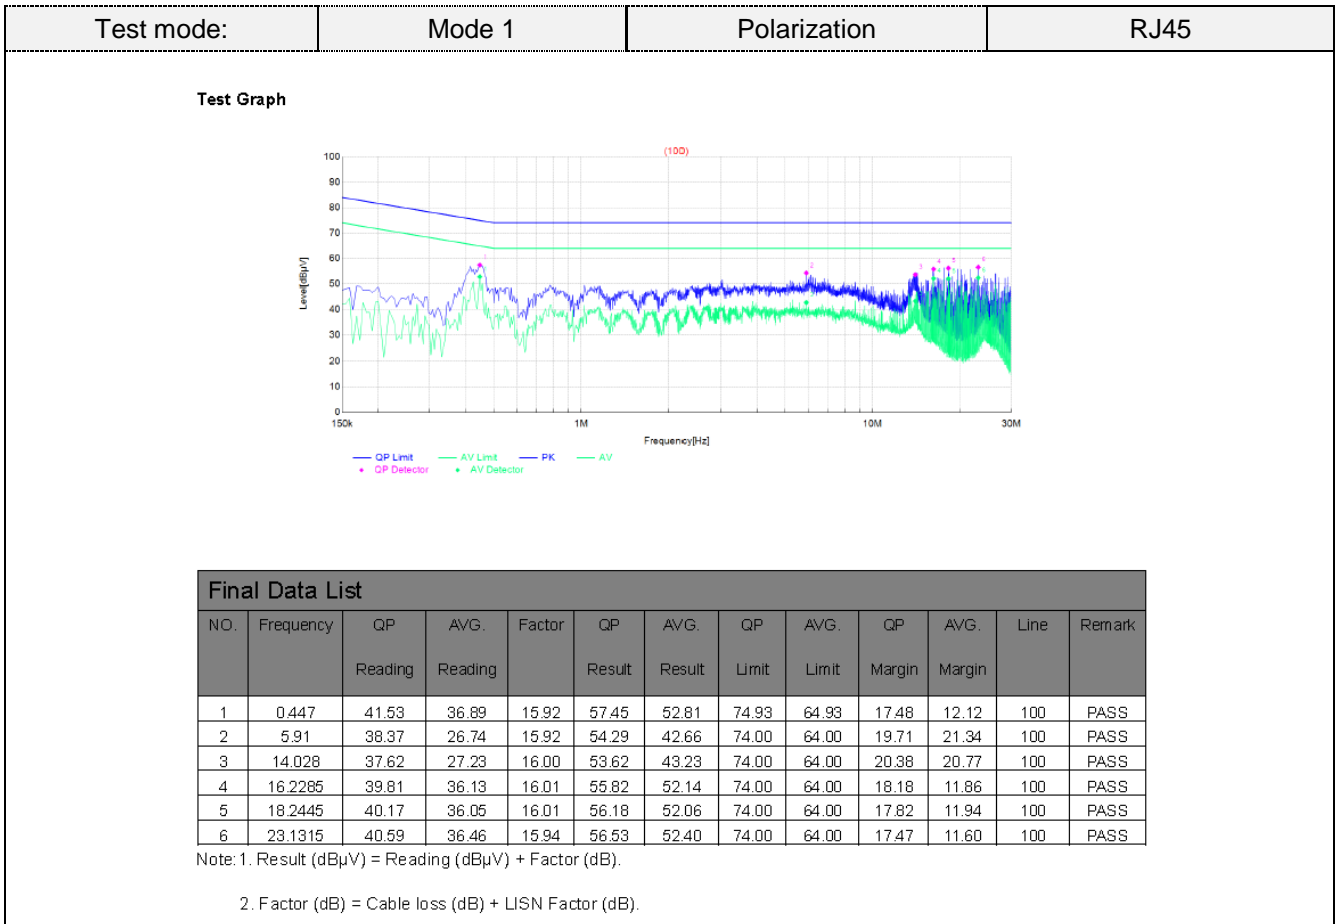 Test mode: Mode 1 Polarization RJ45
Test Graph
(10D)
100
90
80
70
60
50
40
30
20
10
0
Level[dBµV]
1
2
3
4
5
6
4
5
6
150k 1M 10M 30M
Frequency[Hz]
QP Limit AV Limit PK AV
QP Detector AV Detector
Final Data List
NO. Frequency QP AVG. Factor QP AVG. QP AVG. QP AVG. Line Remark
Reading Reading Result Result Limit Limit Margin Margin
1 0.447 41.53 36.89 15.92 57.45 52.81 74.93 64.93 17.48 12.12 100 PASS
2 5.91 38.37 26.74 15.92 54.29 42.66 74.00 64.00 19.71 21.34 100 PASS
3 14.028 37.62 27.23 16.00 53.62 43.23 74.00 64.00 20.38 20.77 100 PASS
4 16.2285 39.81 36.13 16.01 55.82 52.14 74.00 64.00 18.18 11.86 100 PASS
5 18.2445 40.17 36.05 16.01 56.18 52.06 74.00 64.00 17.82 11.94 100 PASS
6 23.1315 40.59 36.46 15.94 56.53 52.40 74.00 64.00 17.47 11.60 100 PASS
Note:1. Result (dBµV) = Reading (dBµV) + Factor (dB).
2. Factor (dB) = Cable loss (dB) + LISN Factor (dB).